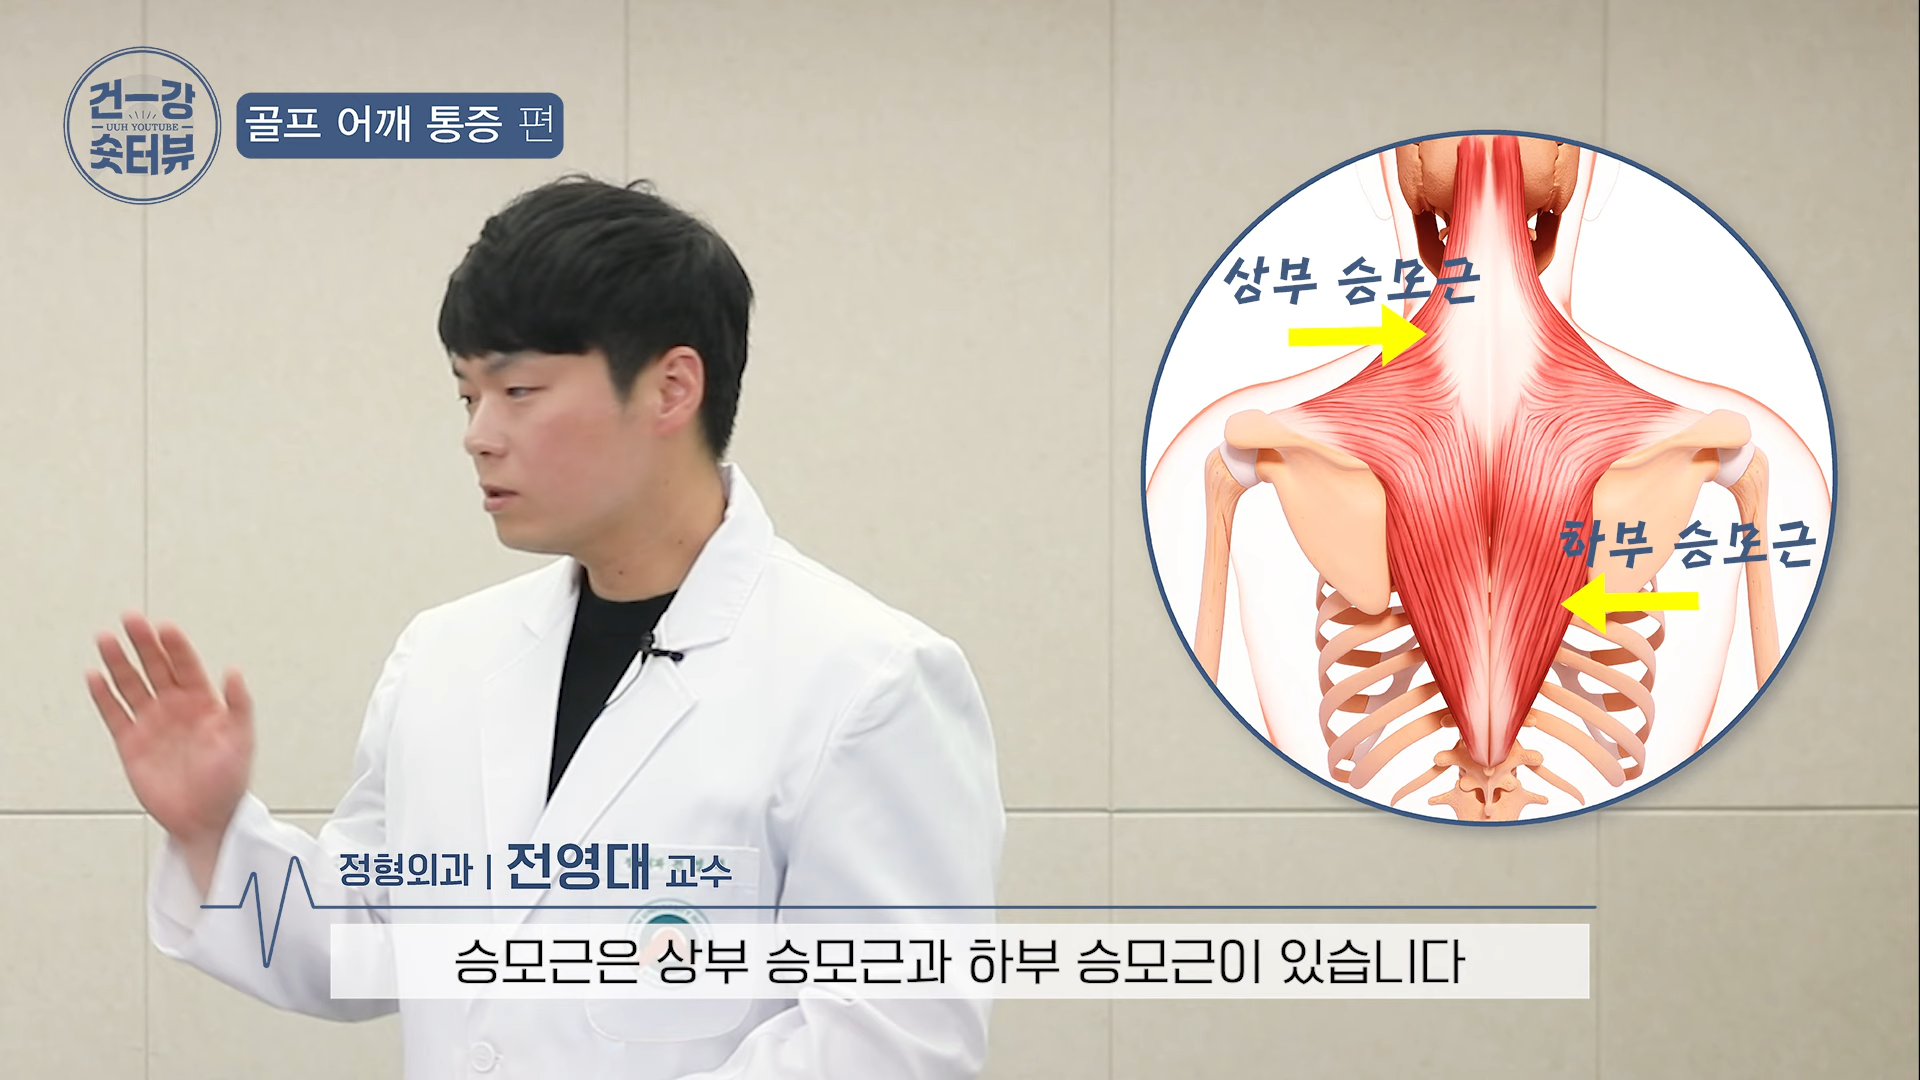 건강
UUH YOUTUBE
숏터뷰
골프 어깨 통증 편
상부 승모근
하부 승모근
정형외과 | 전영대 교수
승모근은 상부 승모근과 하부 승모근이 있습니다